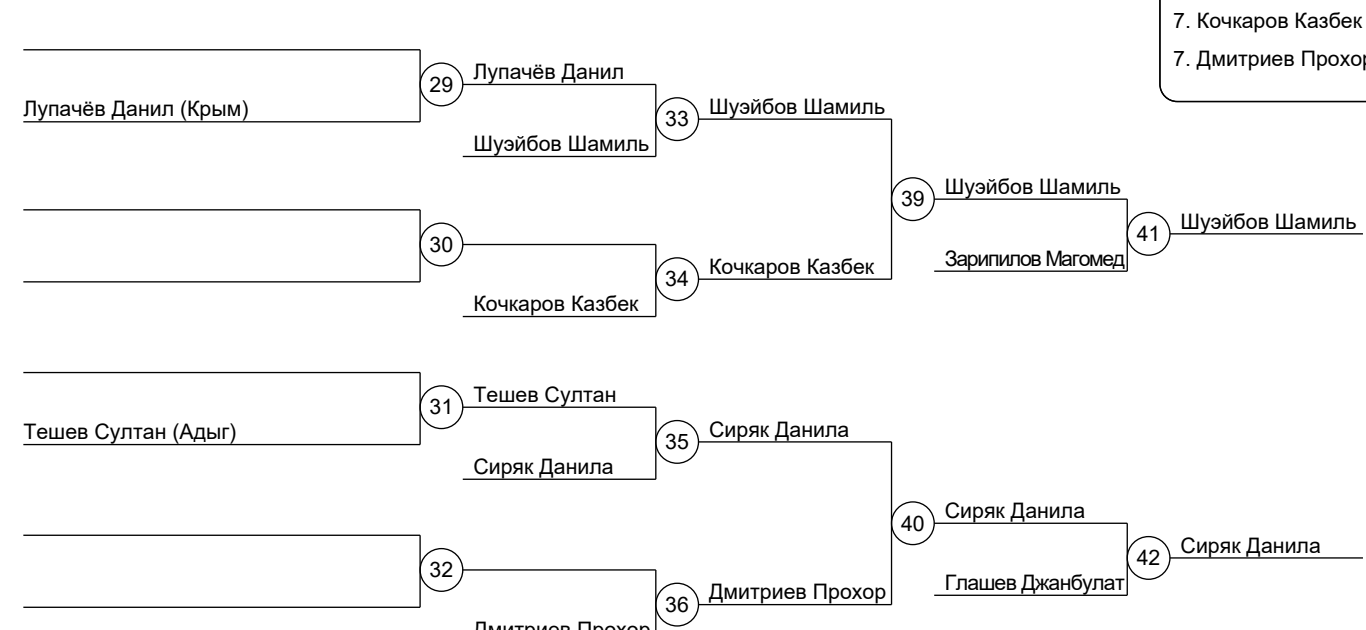 7. Кочкаров Казбек
7. Дмитриев Прохор
Лупачёв Данил (Крым)
29
Лупачёв Данил
Шуэйбов Шамиль
33
Шуэйбов Шамиль
30
Кочкаров Казбек
34
Кочкаров Казбек
39
Шуэйбов Шамиль
Зарипилов Магомед
41
Шуэйбов Шамиль
Тешев Султан (Адыг)
31
Тешев Султан
Сиряк Данила
35
Сиряк Данила
32
Дмитриев Прохор
36
Дмитриев Прохор
40
Сиряк Данила
Глашев Джанбулат
42
Сиряк Данила